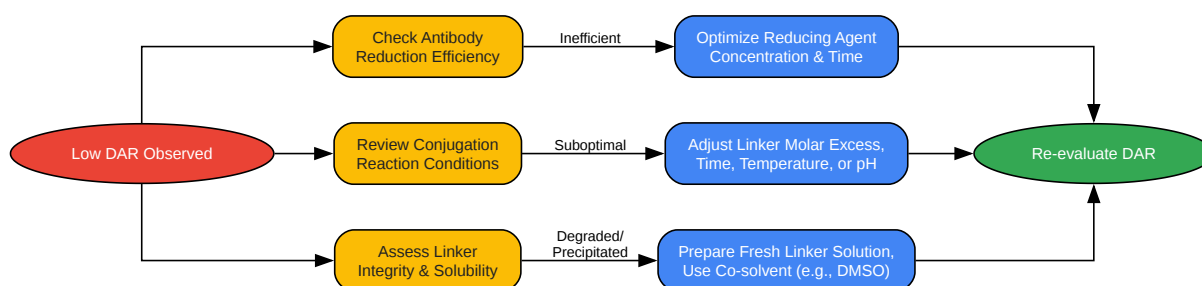 Check Antibody
Reduction Efficiency
Inefficient
Optimize Reducing Agent
Concentration & Time
Low DAR Observed
Review Conjugation
Reaction Conditions
Suboptimal
Adjust Linker Molar Excess,
Time, Temperature, or pH
Re-evaluate DAR
Assess Linker
Integrity & Solubility
Degraded/
Precipitated
Prepare Fresh Linker Solution,
Use Co-solvent (e.g., DMSO)